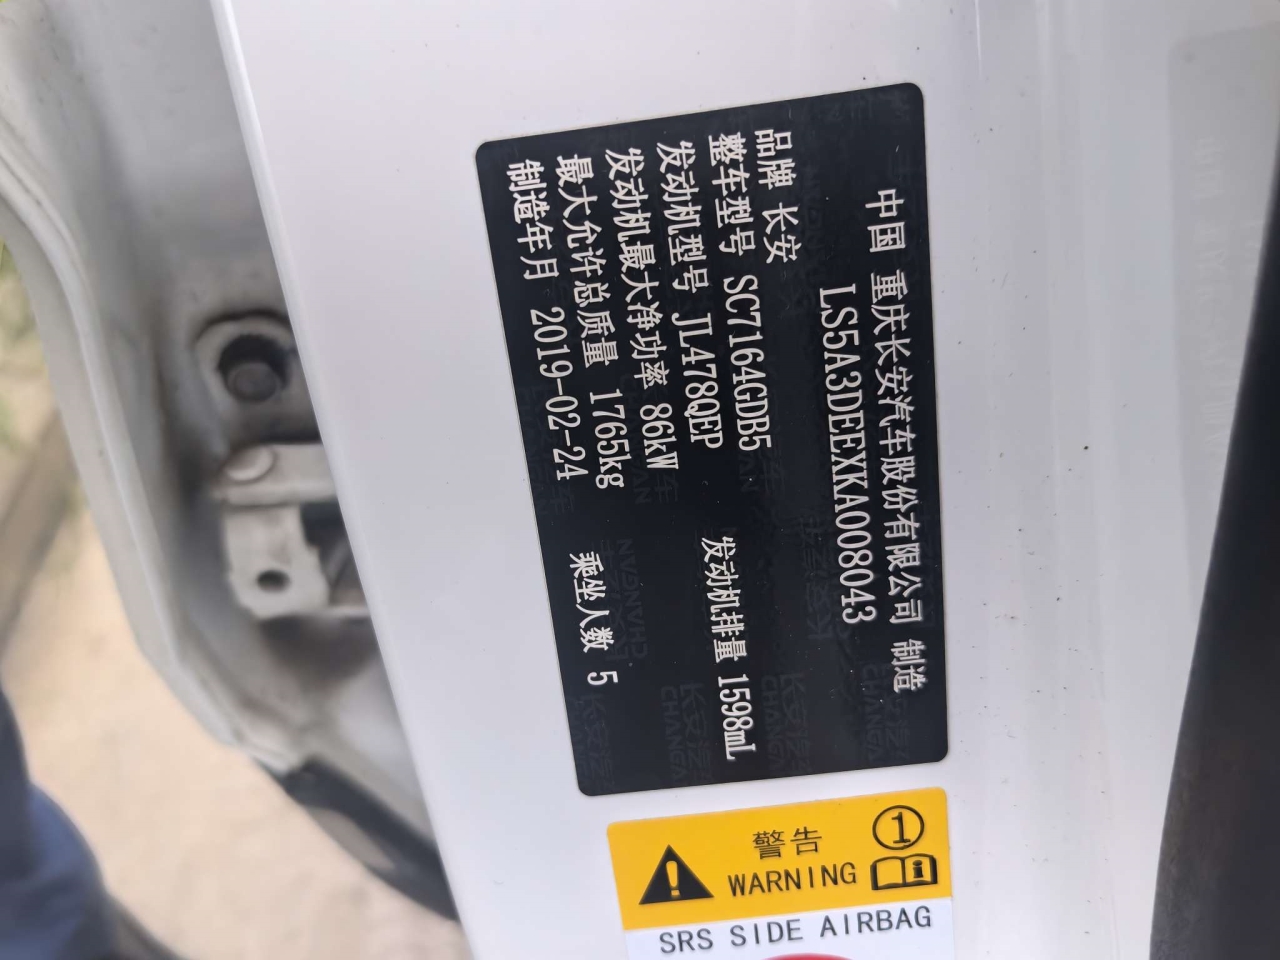 中国 重庆长安汽车股份有限公司 制造
LS5A3DEEXKA008043
品牌 长安
整车型号 SC7164GDB5
发动机型号 JL478QEP 发动机排量 1598mL
发动机最大净功率 86kW
最大允许总质量 1765kg
制造年月 2019-02-24 乘坐人数 5
警告
WARNING
1
SRS SIDE AIRBAG